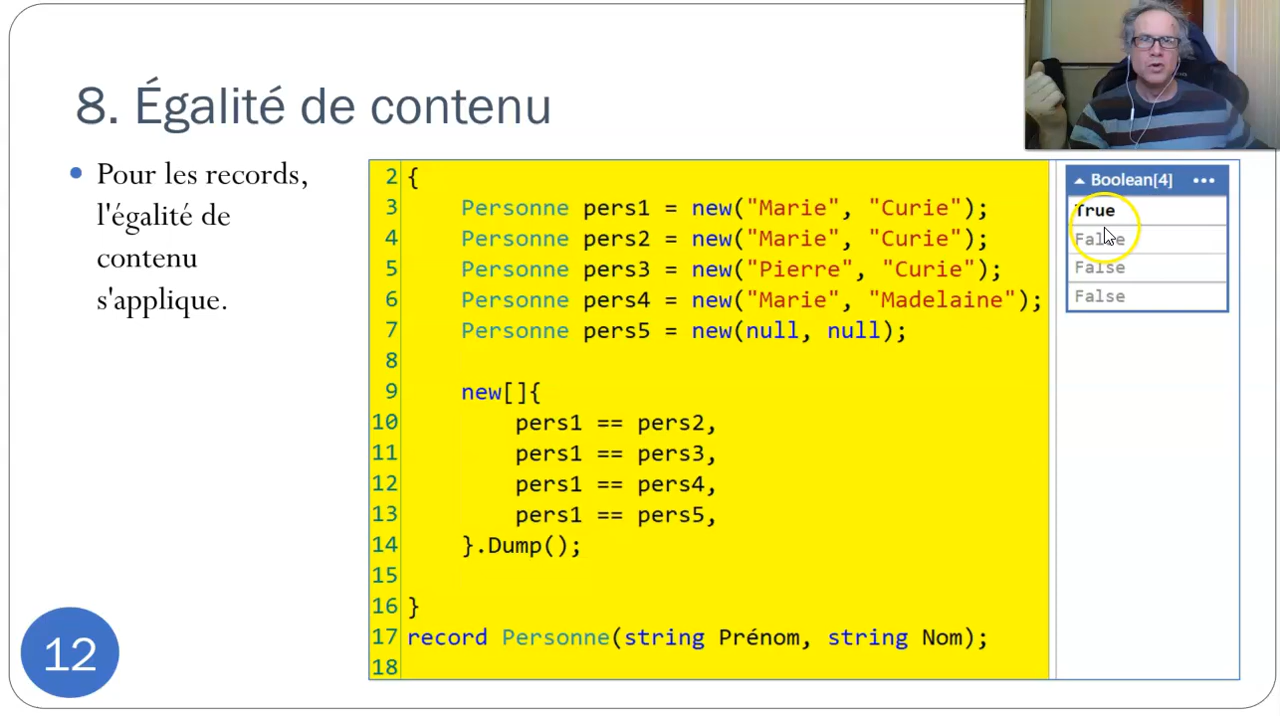 8. Égalité de contenu
• Pour les records,
l'égalité de
contenu
s'applique.
2 {
3 Personne pers1 = new("Marie", "Curie");
4 Personne pers2 = new("Marie", "Curie");
5 Personne pers3 = new("Pierre", "Curie");
6 Personne pers4 = new("Marie", "Madelaine");
7 Personne pers5 = new(null, null);
8
9 new[]{
10 pers1 == pers2,
11 pers1 == pers3,
12 pers1 == pers4,
13 pers1 == pers5,
14 }.Dump();
15
16 }
17 record Personne(string Prénom, string Nom);
18
Boolean[4] •••
True
False
False
False
12